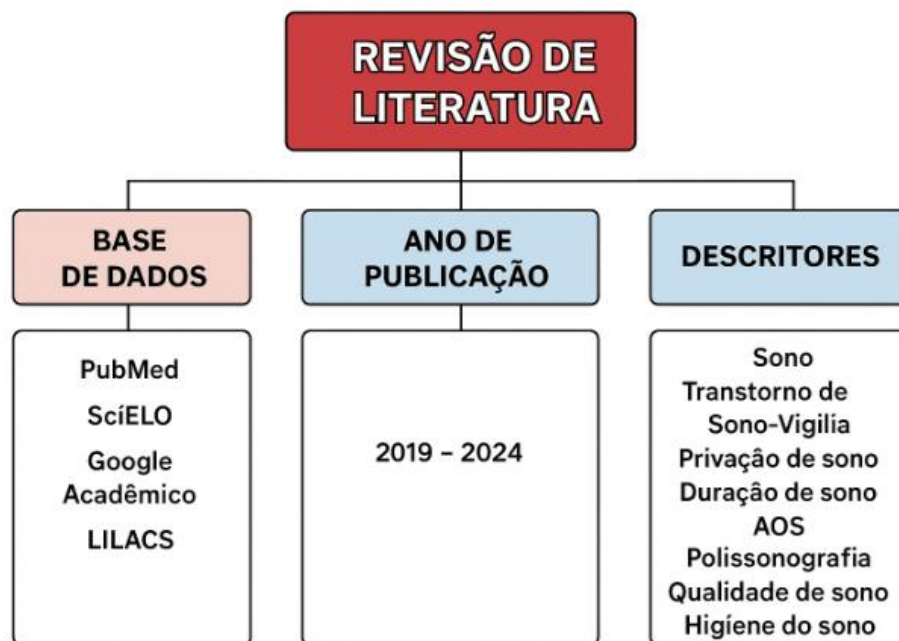 REVISÃO DE
LITERATURA
BASE
DE DADOS
PubMed
SciELO
Google
Acadêmico
LILACS
ANO DE
PUBLICAÇÃO
2019 – 2024
DESCRITORES
Sono
Transtorno de
Sono-Vigilia
Privação de sono
Duração de sono
AOS
Polissonografia
Qualidade de sono
Higiene do sono